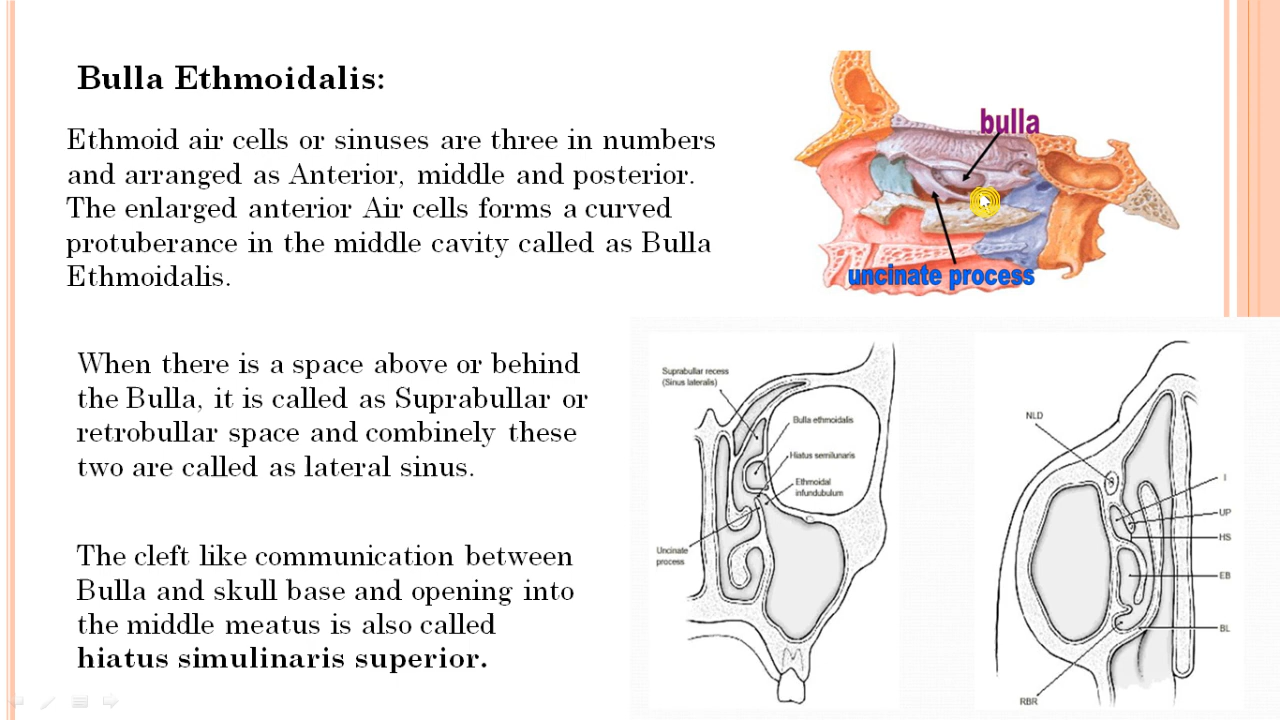 Bulla Ethmoidalis:
Ethmoid air cells or sinuses are three in numbers
and arranged as Anterior, middle and posterior.
The enlarged anterior Air cells forms a curved
protuberance in the middle cavity called as Bulla
Ethmoidalis.
When there is a space above or behind
the Bulla, it is called as Suprabullar or
retrobullar space and combinely these
two are called as lateral sinus.
The cleft like communication between
Bulla and skull base and opening into
the middle meatus is also called
hiatus simulinaris superior.
bulla
uncinate process
Suprabullar recess
(Sinus lateralis)
Bulla ethmoidalis
Hiatus semilunaris
Ethmoidal
infundubulum
Uncinate
process
NLD
I
UP
HS
EB
BL
RBR